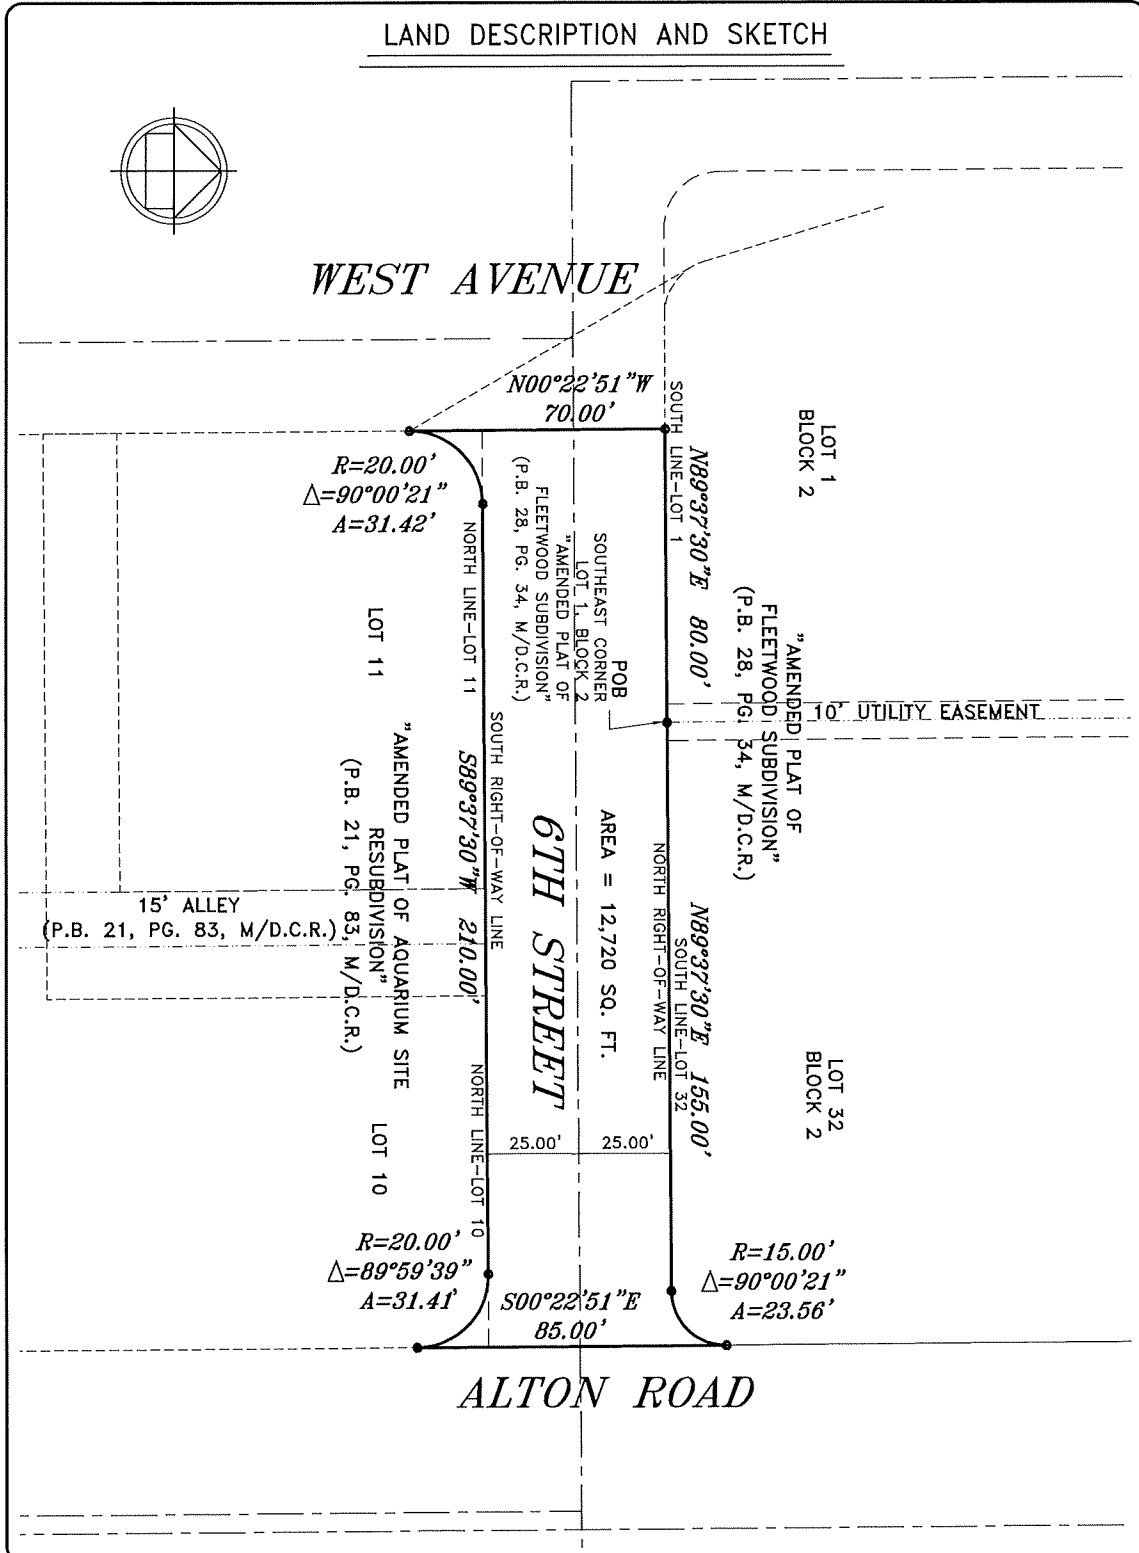 LAND DESCRIPTION AND SKETCH
WEST AVENUE
N00°22'51"W
70.00'
R=20.00'
Δ=90°00'21"
A=31.42'
SOUTH LINE-LOT 1
N89°37'30"E 80.00'
LOT 1
BLOCK 2
NORTH LINE-LOT 11
LOT 11
SOUTHEAST CORNER
LOT 1, BLOCK 2
"AMENDED PLAT OF
FLEETWOOD SUBDIVISION"
(P.B. 28, PG. 34, M/D.C.R.)
POB
"AMENDED PLAT OF
FLEETWOOD SUBDIVISION"
(P.B. 28, PG. 34, M/D.C.R.)
10' UTILITY EASEMENT
SOUTH RIGHT-OF-WAY LINE
S89°37'30"W 210.00'
"AMENDED PLAT OF AQUARIUM SITE
RESUBDIVISION"
(P.B. 21, PG. 83, M/D.C.R.)
15' ALLEY
(P.B. 21, PG. 83, M/D.C.R.)
6TH STREET
AREA = 12,720 SQ. FT.
NORTH RIGHT-OF-WAY LINE
SOUTH LINE-LOT 32
N89°37'30"E 155.00'
LOT 32
BLOCK 2
NORTH LINE-LOT 10
LOT 10
25.00'
25.00'
R=20.00'
Δ=89°59'39"
A=31.41'
S00°22'51"E
85.00'
R=15.00'
Δ=90°00'21"
A=23.56'
ALTON ROAD